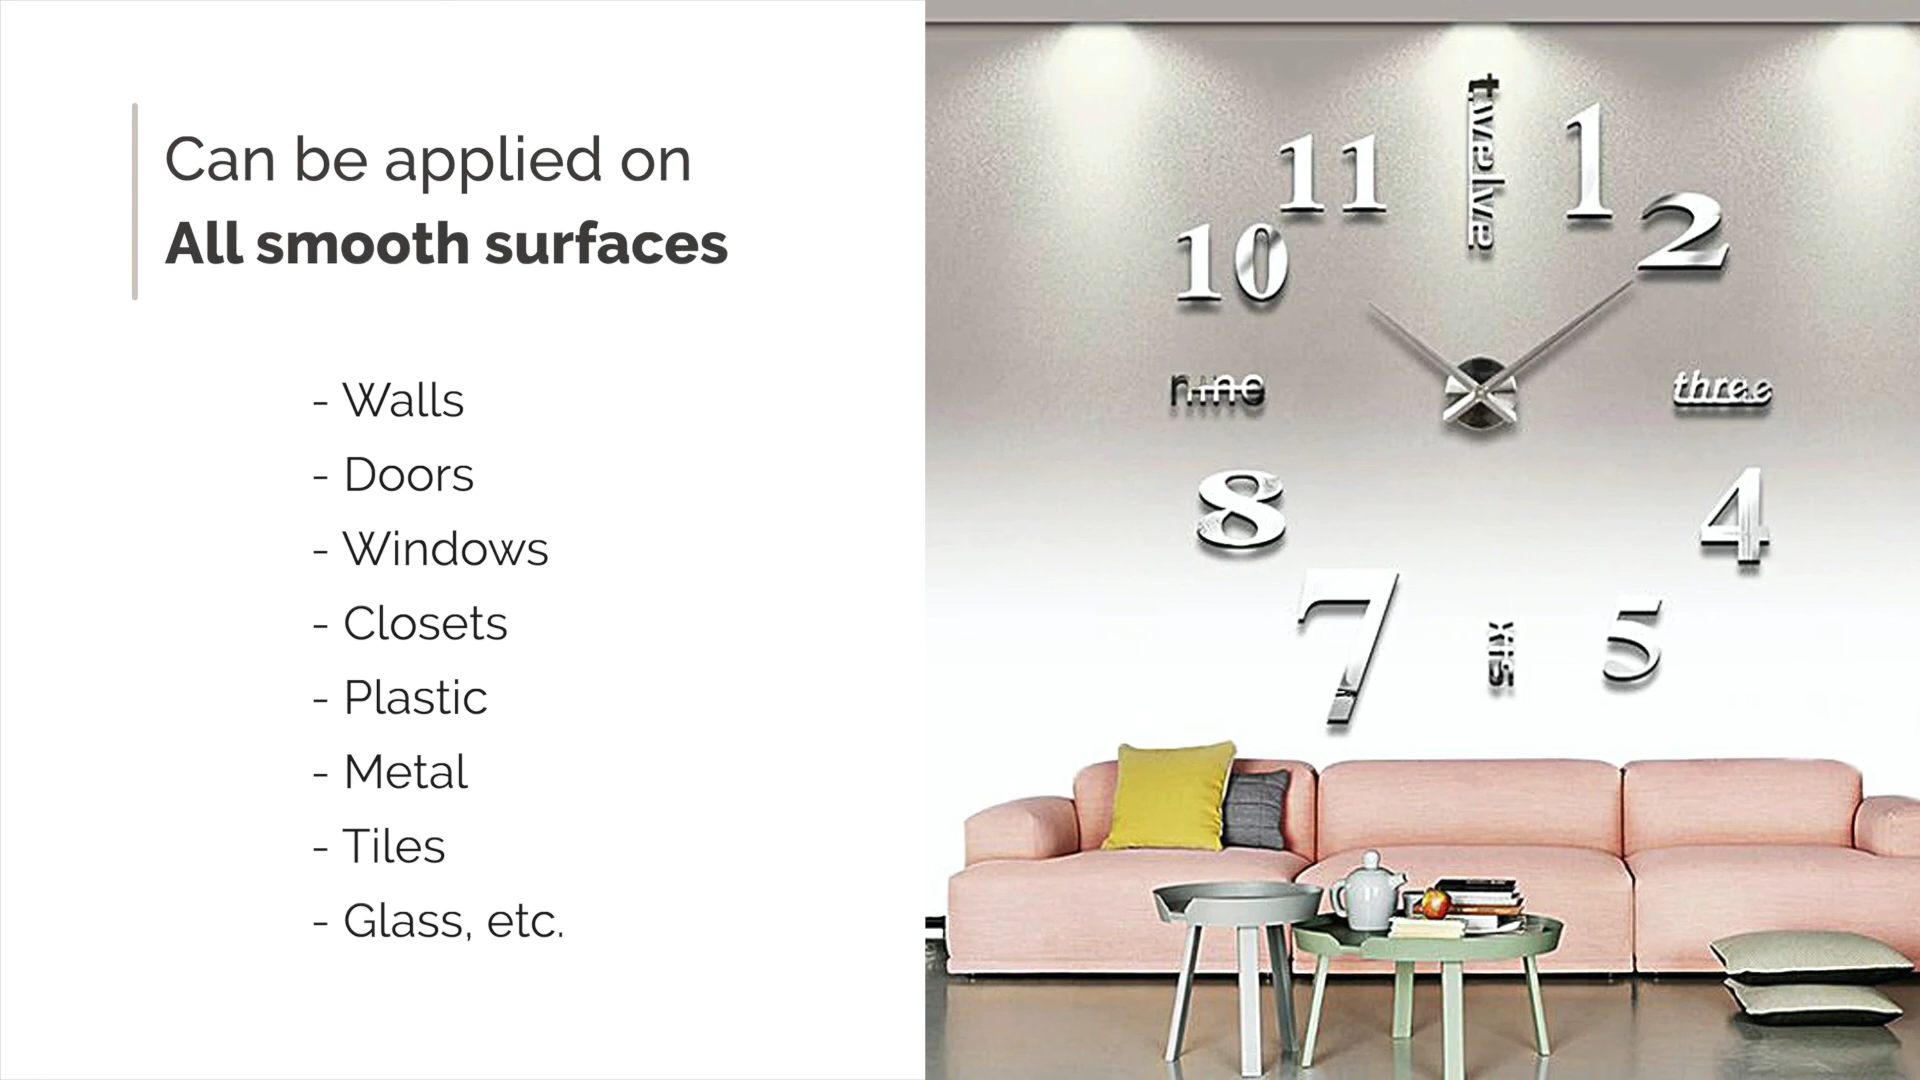 Can be applied on
All smooth surfaces
- Walls
- Doors
- Windows
- Closets
- Plastic
- Metal
- Tiles
- Glass, etc.
twelve
11
1
10
2
nine
three
8
4
7
six
5